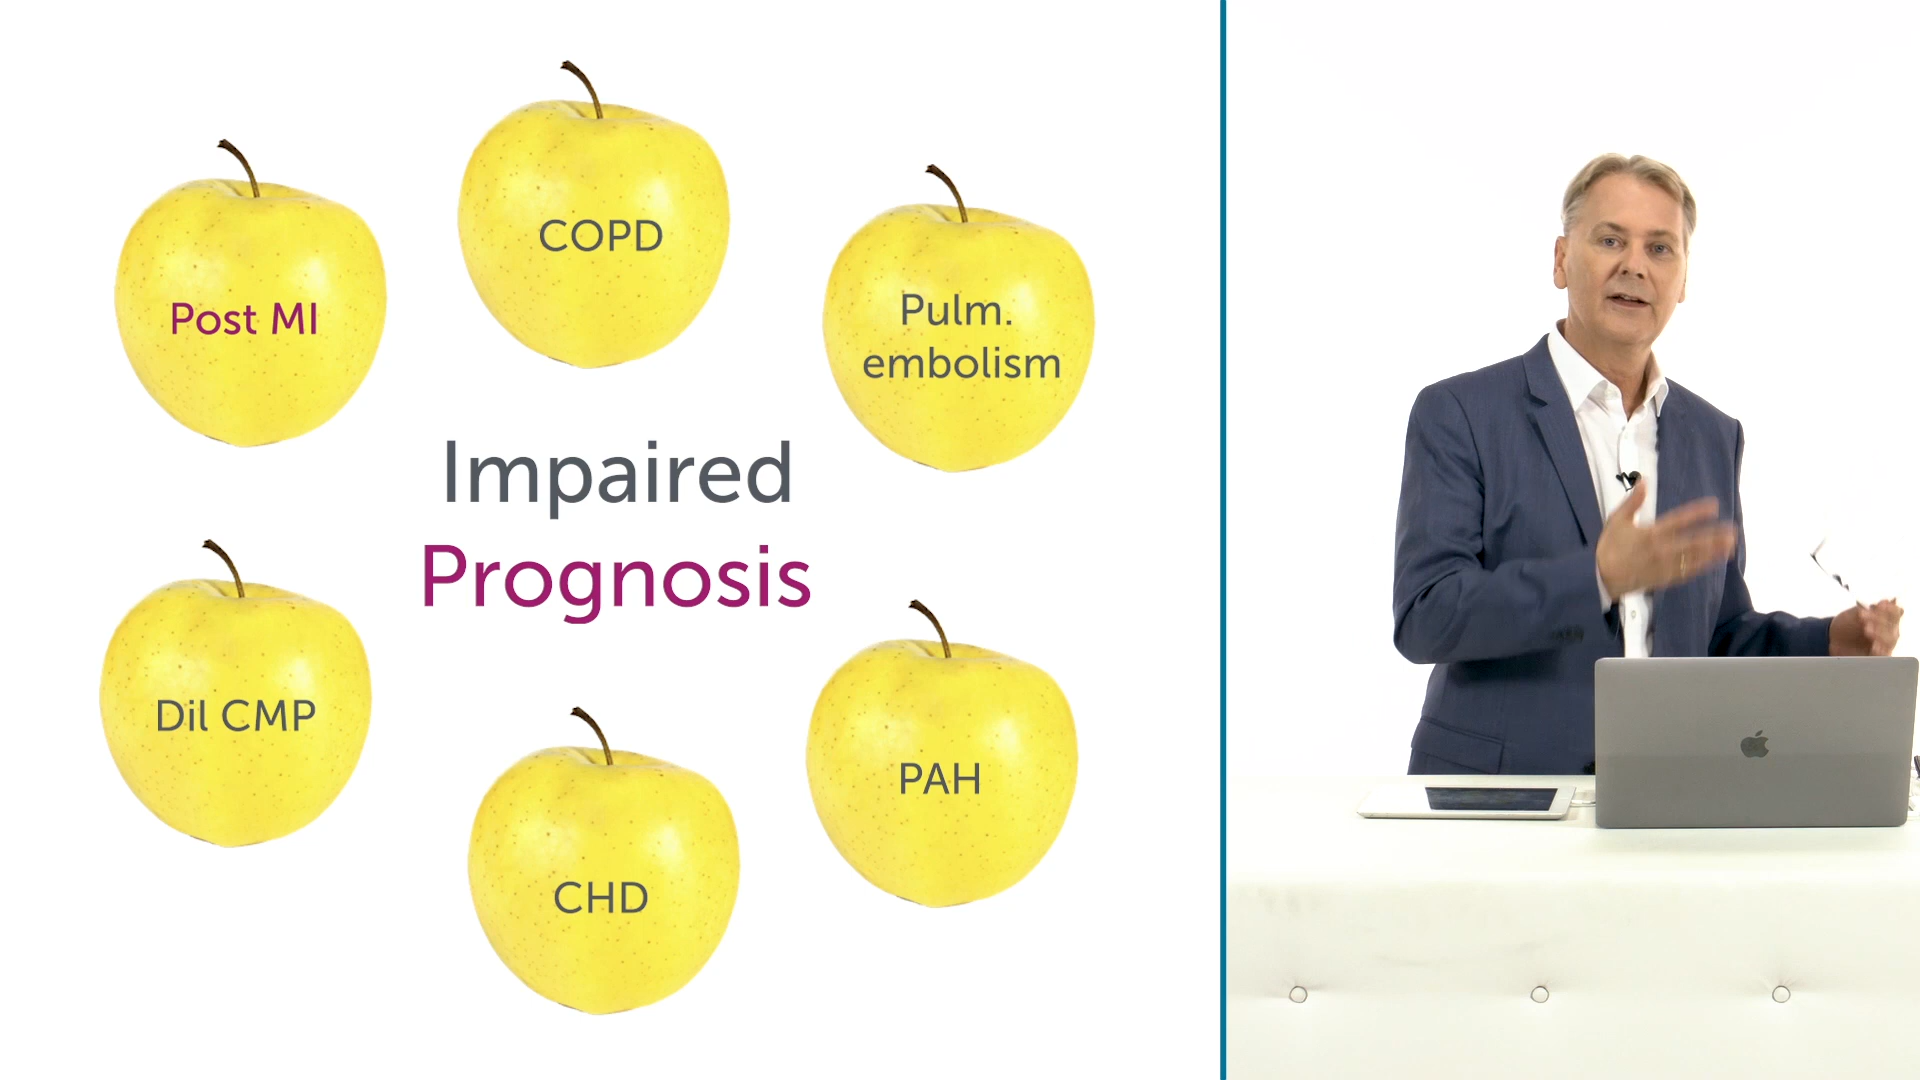 COPD
Post MI
Pulm.
embolism
Impaired
Prognosis
Dil CMP
PAH
CHD